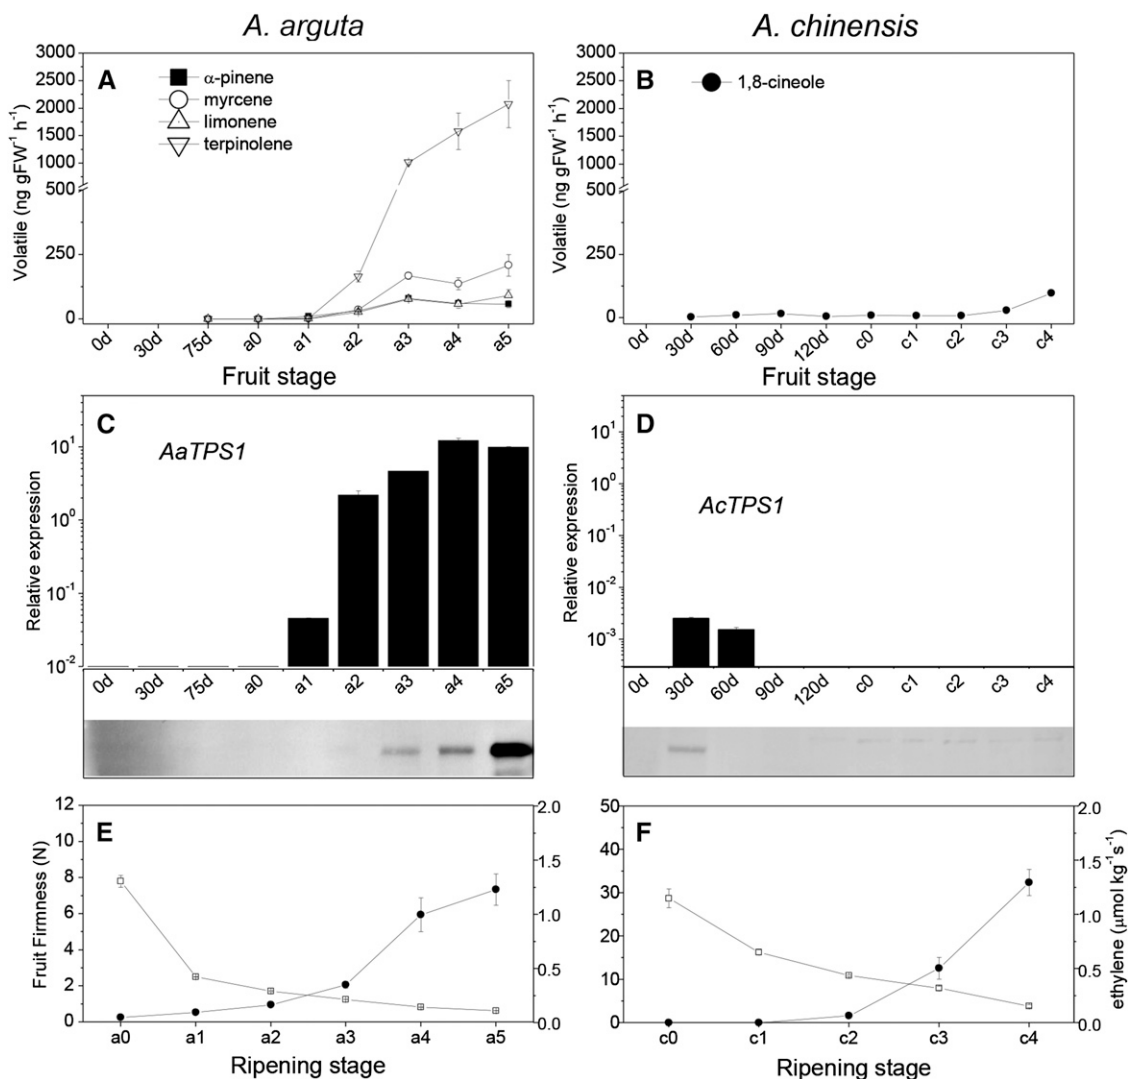 A. arguta
A. chinensis
A
α-pinene
myrcene
limonene
terpinolene
3000
2500
2000
1500
1000
500
250
0
Volatile (ng gFW⁻¹ h⁻¹)
0d 30d 75d a0 a1 a2 a3 a4 a5
Fruit stage
B
1,8-cineole
3000
2500
2000
1500
1000
500
250
0
Volatile (ng gFW⁻¹ h⁻¹)
0d 30d 60d 90d 120d c0 c1 c2 c3 c4
Fruit stage
C
AaTPS1
10¹
10⁰
10⁻¹
10⁻²
Relative expression
0d 30d 75d a0 a1 a2 a3 a4 a5
D
AcTPS1
10¹
10⁰
10⁻¹
10⁻²
10⁻³
Relative expression
0d 30d 60d 90d 120d c0 c1 c2 c3 c4
E
12
10
8
6
4
2
0
Fruit Firmness (N)
2.0
1.5
1.0
0.5
0.0
a0 a1 a2 a3 a4 a5
Ripening stage
F
50
40
30
20
10
0
2.0
1.5
1.0
0.5
0.0
ethylene (μmol kg⁻¹s⁻¹)
c0 c1 c2 c3 c4
Ripening stage